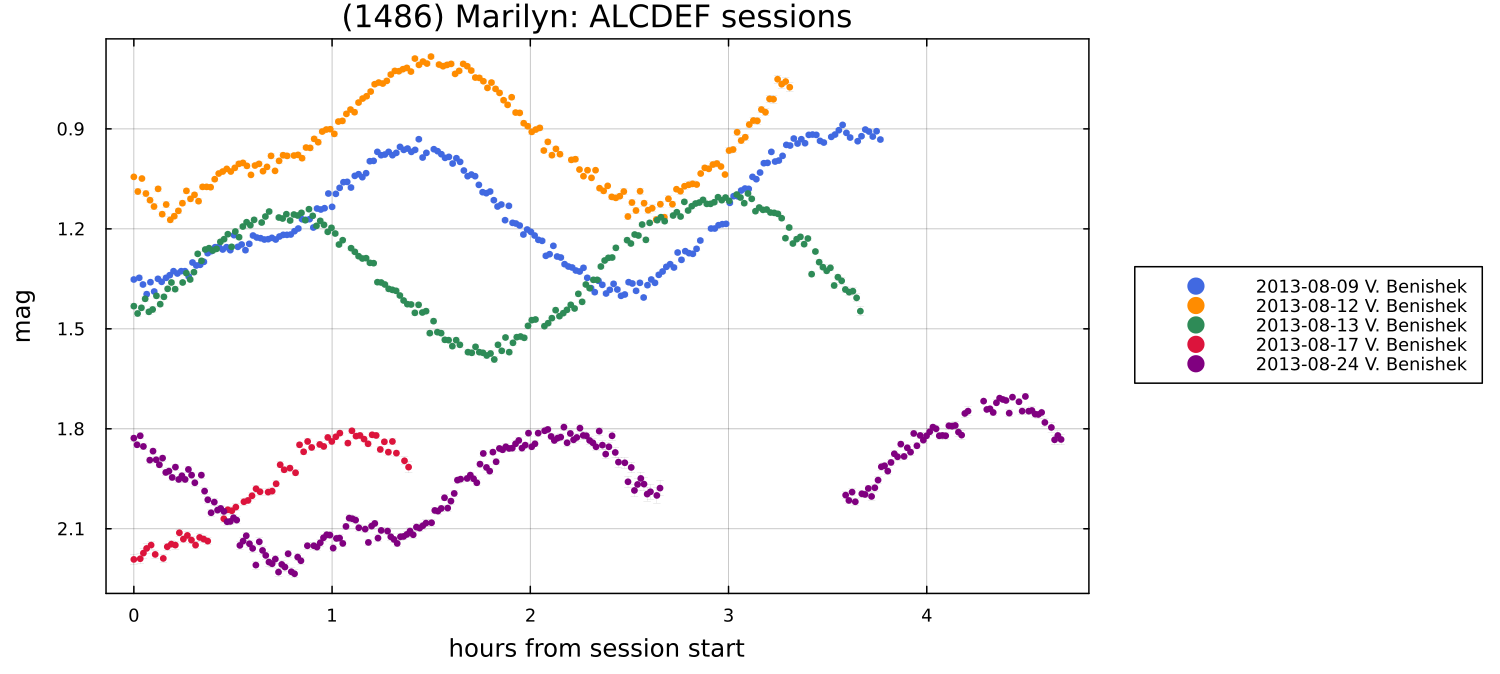 (1486) Marilyn: ALCDEF sessions
mag
0.9
1.2
1.5
1.8
2.1
0 1 2 3 4
hours from session start
2013-08-09 V. Benishek
2013-08-12 V. Benishek
2013-08-13 V. Benishek
2013-08-17 V. Benishek
2013-08-24 V. Benishek